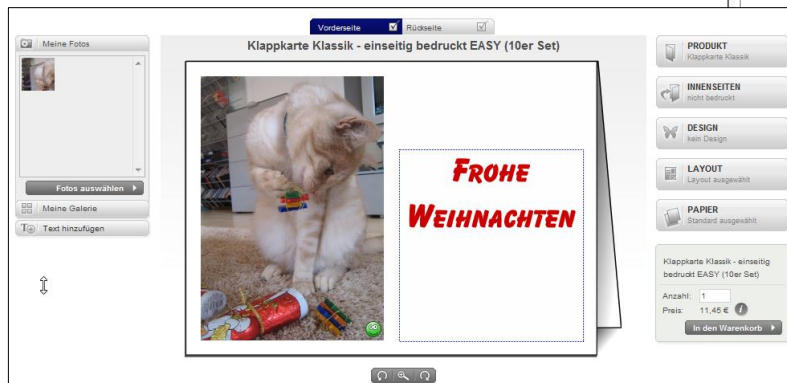 Vorderseite
Rückseite
Meine Fotos
Klappkarte Klassik - einseitig bedruckt EASY (10er Set)
Fotos auswählen
Meine Galerie
Text hinzufügen
FROHE
WEIHNACHTEN
PRODUKT
Klappkarte Klassik
INNENSEITEN
nicht bedruckt
DESIGN
kein Design
LAYOUT
Layout ausgewählt
PAPIER
Standard ausgewählt
Klappkarte Klassik - einseitig
bedruckt EASY (10er Set)
Anzahl: 1
Preis: 11,45 € i
In den Warenkorb